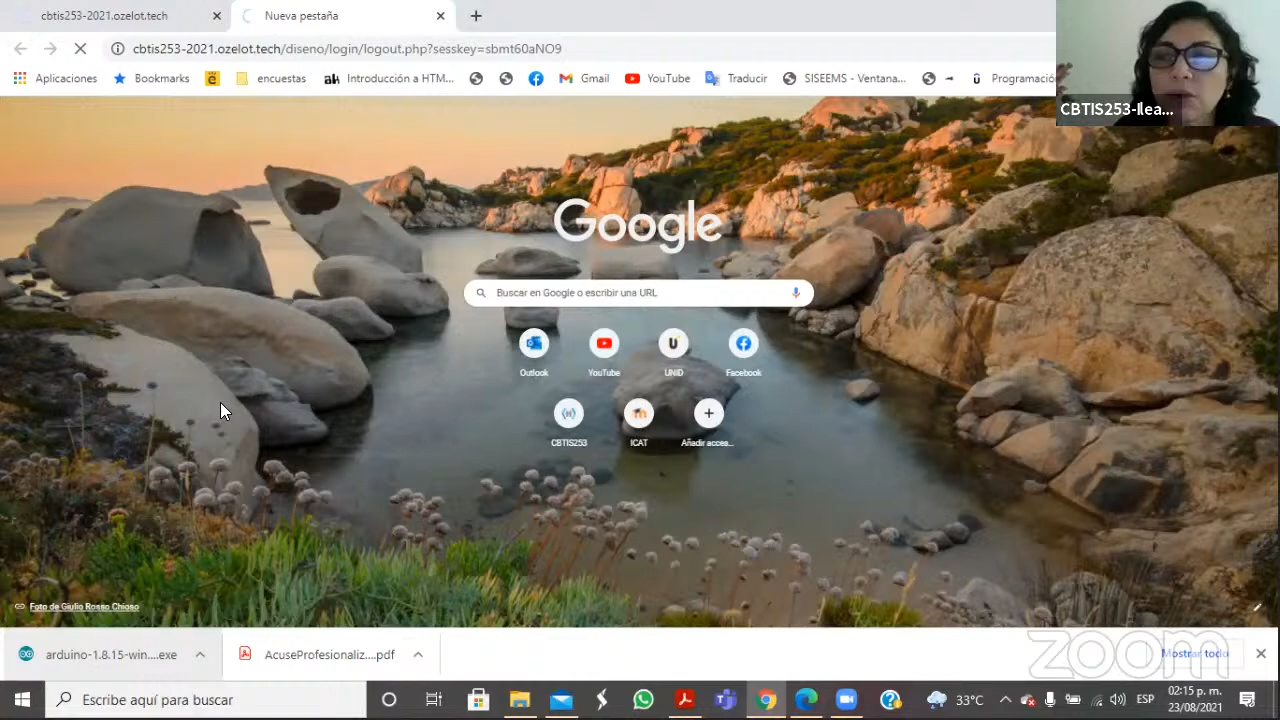 cbtis253-2021.ozelot.tech
Nueva pestaña
cbtis253-2021.ozelot.tech/diseno/login/logout.php?sesskey=sbmt60aNO9
Aplicaciones
Bookmarks
encuestas
Introducción a HTM...
Gmail
YouTube
Traducir
SISEEMS - Ventana...
Programació
CBTIS253-Ilea...
Google
Buscar en Google o escribir una URL
Outlook
YouTube
UNID
Facebook
CBTIS253
ICAT
Añadir acces...
Foto de Giulio Rosso Chioso
arduino-1.8.15-win....exe
AcuseProfesionaliz....pdf
Mostrar todo
zoom
Escribe aquí para buscar
33°C
ESP
02:15 p. m.
23/08/2021